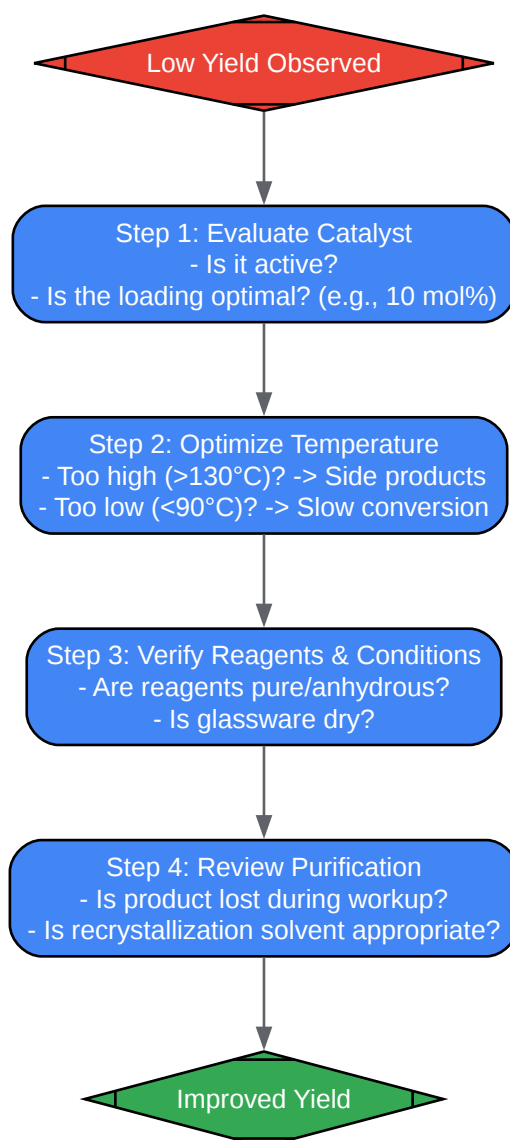 Low Yield Observed
Step 1: Evaluate Catalyst
- Is it active?
- Is the loading optimal? (e.g., 10 mol%)
Step 2: Optimize Temperature
- Too high (>130°C)? -> Side products
- Too low (<90°C)? -> Slow conversion
Step 3: Verify Reagents & Conditions
- Are reagents pure/anhydrous?
- Is glassware dry?
Step 4: Review Purification
- Is product lost during workup?
- Is recrystallization solvent appropriate?
Improved Yield